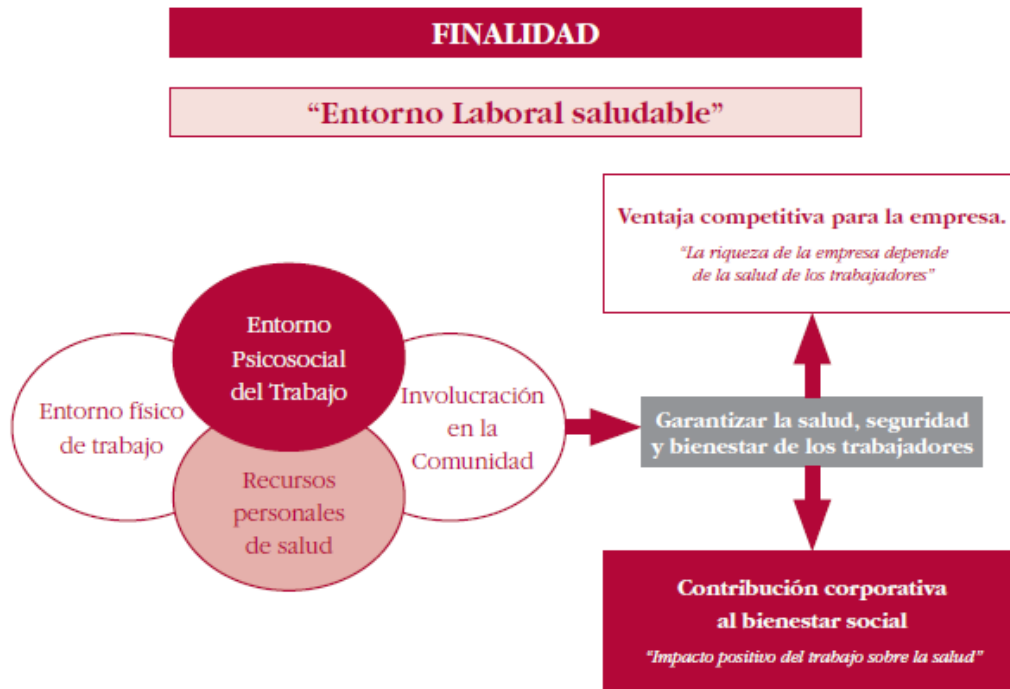 FINALIDAD
“Entorno Laboral saludable”
Ventaja competitiva para la empresa.
“La riqueza de la empresa depende
de la salud de los trabajadores”
Entorno
Psicosocial
del Trabajo
Entorno físico
de trabajo
Involucración
en la
Comunidad
Recursos
personales
de salud
Garantizar la salud, seguridad
y bienestar de los trabajadores
Contribución corporativa
al bienestar social
“Impacto positivo del trabajo sobre la salud”